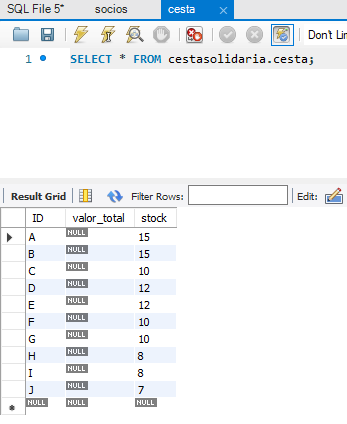 SQL File 5* socios cesta
Don't Lin
1 SELECT * FROM cestasolidaria.cesta;
Result Grid Filter Rows: Edit:
ID valor_total stock
A NULL 15
B NULL 15
C NULL 10
D NULL 12
E NULL 12
F NULL 10
G NULL 10
H NULL 8
I NULL 8
J NULL 7
NULL NULL NULL